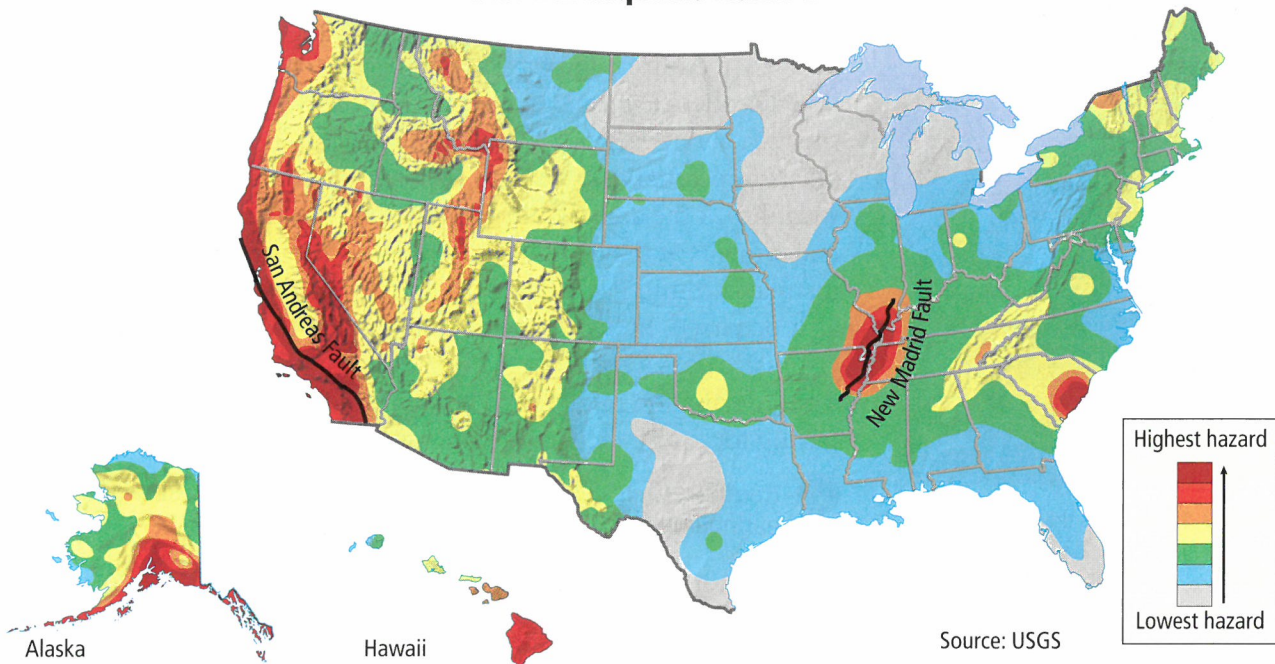 San Andreas Fault
New Madrid Fault
Highest hazard
Lowest hazard
Alaska
Hawaii
Source: USGS